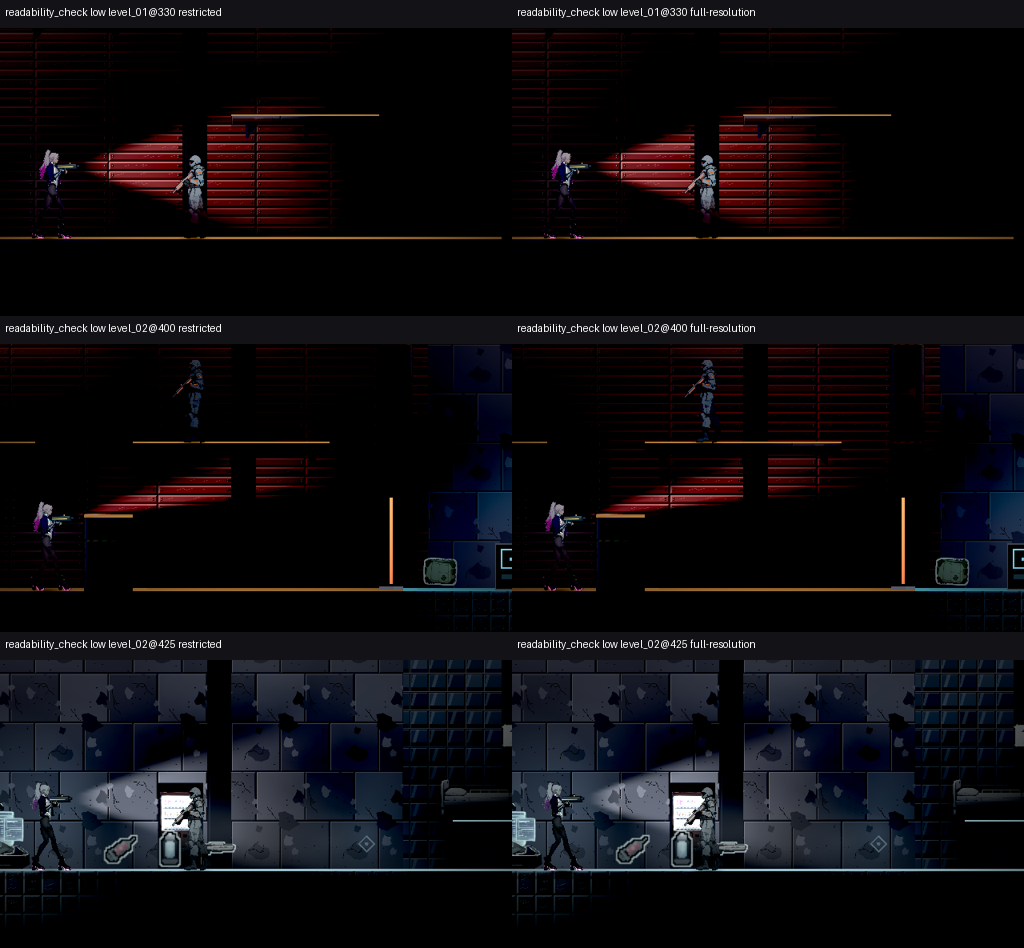 readability_check low level_01@330 restricted
readability_check low level_01@330 full-resolution
readability_check low level_02@400 restricted
readability_check low level_02@400 full-resolution
readability_check low level_02@425 restricted
readability_check low level_02@425 full-resolution